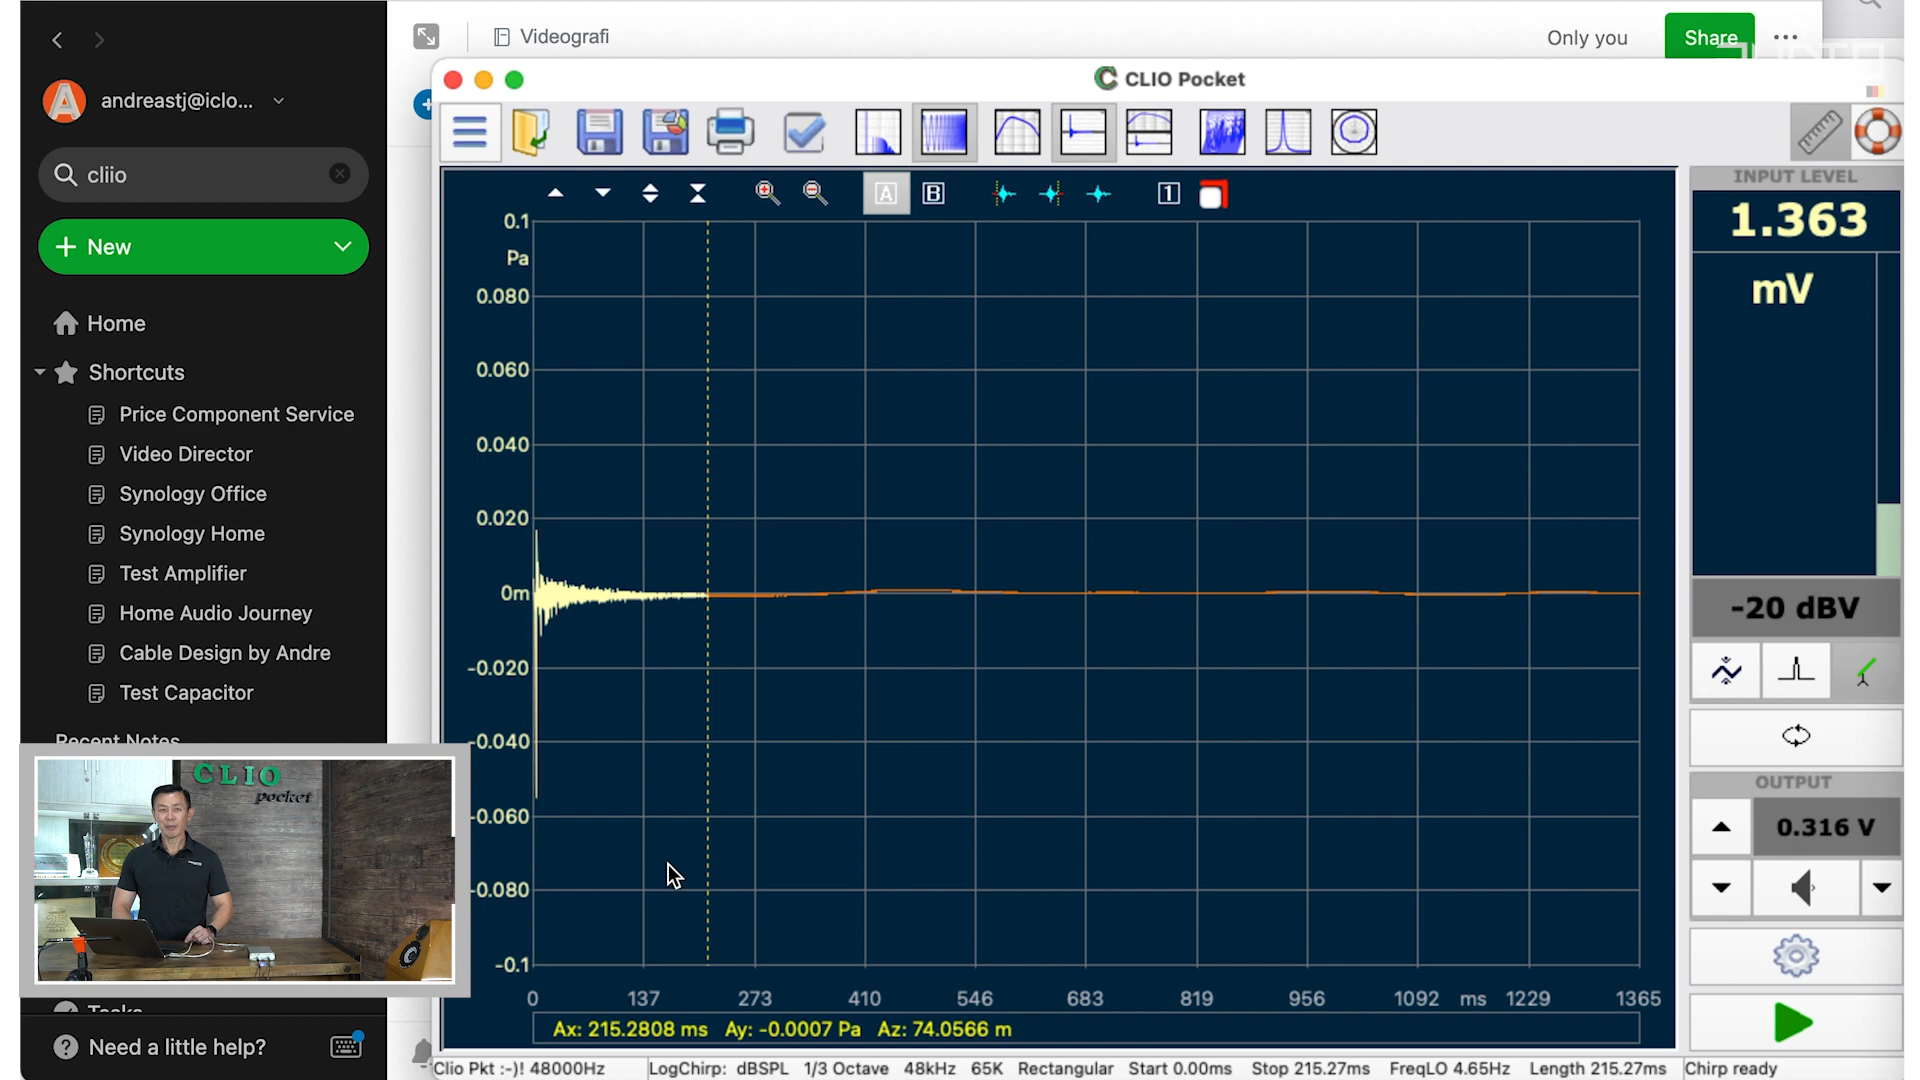 Videografi
Only you
Share
andreastj@iclo...
CLIO Pocket
cliio
New
Home
Shortcuts
Price Component Service
Video Director
Synology Office
Synology Home
Test Amplifier
Home Audio Journey
Cable Design by Andre
Test Capacitor
Recent Notes
CLIO
pocket
Tasks
Need a little help?
A
B
1
0.1
Pa
0.080
0.060
0.040
0.020
0m
-0.020
-0.040
-0.060
-0.080
-0.1
0 137 273 410 546 683 819 956 1092 ms 1229 1365
Ax: 215.2808 ms Ay: -0.0007 Pa Az: 74.0566 m
INPUT LEVEL
1.363
mV
-20 dBV
OUTPUT
0.316 V
Clio Pkt :-)! 48000Hz LogChirp: dBSPL 1/3 Octave 48kHz 65K Rectangular Start 0.00ms Stop 215.27ms FreqLO 4.65Hz Length 215.27ms Chirp ready